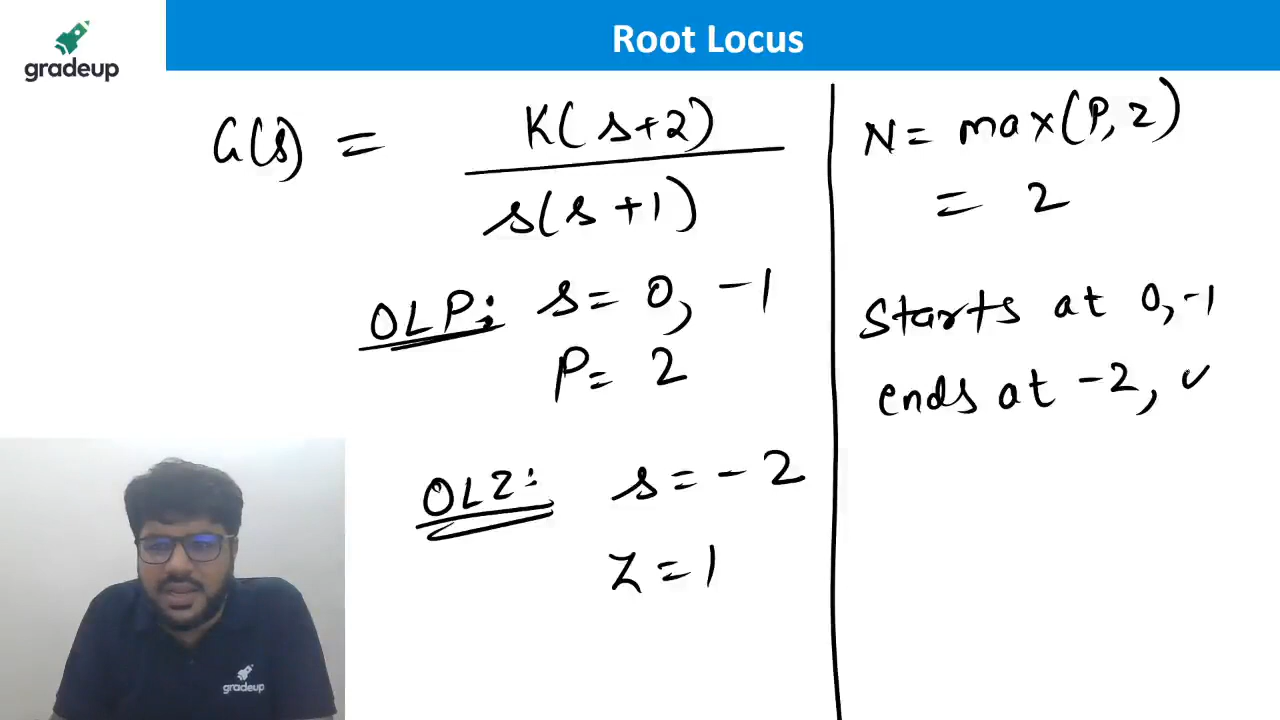 gradeup
Root Locus
G(s) = K(s+2)
s(s+1)
OLP: s = 0, -1
P = 2
OLZ: s = -2
Z = 1
N = max(P, Z)
= 2
Starts at 0, -1
ends at -2,
gradeup